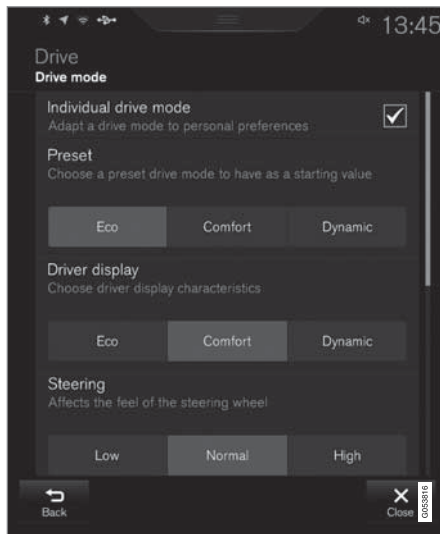 13:45
Drive
Drive mode
Individual drive mode
Adapt a drive mode to personal preferences
Preset
Choose a preset drive mode to have as a starting value
Eco Comfort Dynamic
Driver display
Choose driver display characteristics
Eco Comfort Dynamic
Steering
Affects the feel of the steering wheel
Low Normal High
Back Close
G053816